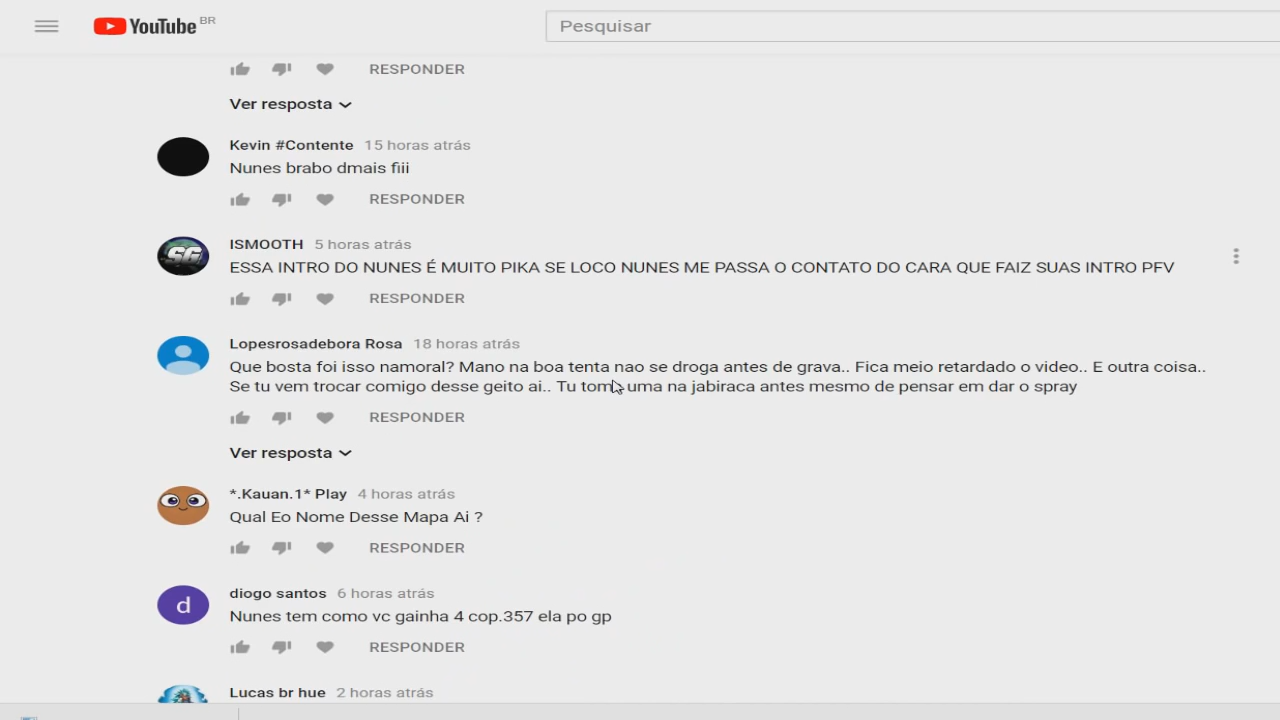 YouTube BR
Pesquisar
RESPONDER
Ver resposta
Kevin #Contente 15 horas atrás
Nunes brabo dmais fiii
RESPONDER
SG
ISMOOTH 5 horas atrás
ESSA INTRO DO NUNES É MUITO PIKA SE LOCO NUNES ME PASSA O CONTATO DO CARA QUE FAIZ SUAS INTRO PFV
RESPONDER
Lopesrosadebora Rosa 18 horas atrás
Que bosta foi isso namoral? Mano na boa tenta nao se droga antes de grava.. Fica meio retardado o video.. E outra coisa..
Se tu vem trocar comigo desse geito ai.. Tu toma uma na jabiraca antes mesmo de pensar em dar o spray
RESPONDER
Ver resposta
*.Kauan.1* Play 4 horas atrás
Qual Eo Nome Desse Mapa Ai ?
RESPONDER
d
diogo santos 6 horas atrás
Nunes tem como vc gainha 4 cop.357 ela po gp
RESPONDER
Lucas br hue 2 horas atrás